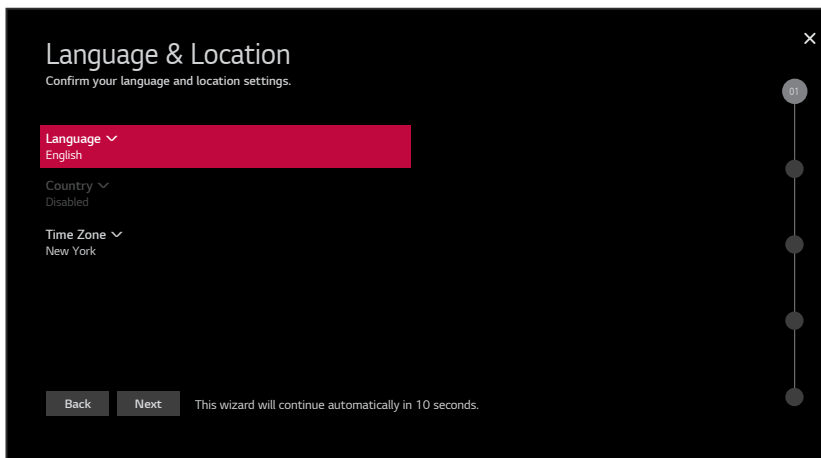 Language & Location
Confirm your language and location settings.
01
Language
English
Country
Disabled
Time Zone
New York
Back
Next
This wizard will continue automatically in 10 seconds.